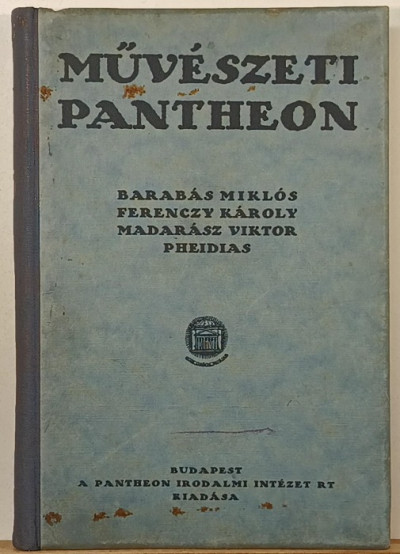 MŰVÉSZETI
PANTHEON
BARABÁS MIKLÓS
FERENCZY KÁROLY
MADARÁSZ VIKTOR
PHEIDIAS
BUDAPEST
A PANTHEON IRODALMI INTÉZET RT
KIADÁSA